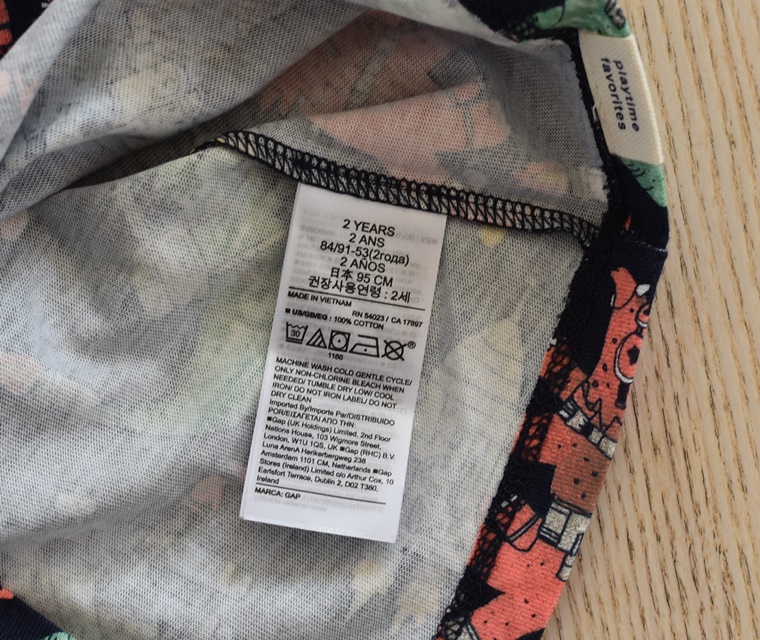 playtime
favorites
2 YEARS
2 ANS
84/91-53(2года)
2 AÑOS
日本 95 CM
권장사용연령 : 2세
MADE IN VIETNAM RN 54023 / CA 17897
■ US/GB/EG : 100% COTTON
30
®
1166
MACHINE WASH COLD GENTLE CYCLE/
ONLY NON-CHLORINE BLEACH WHEN
NEEDED/ TUMBLE DRY LOW/ COOL
IRON/ DO NOT IRON LABEL/ DO NOT
DRY CLEAN
Imported By/Importe Par/DISTRIBUIDO
POR/ΕΙΣΑΓΕΤΑΙ ΑΠΟ ΤΗΝ:
■Gap (UK Holdings) Limited, 2nd Floor
Nations House, 103 Wigmore Street,
London, W1U 1QS, UK ■Gap (RHC) BV.
Luna ArenA Herikerbergweg 238
Amsterdam 1101 CM, Netherlands ■Gap
Stores (Ireland) Limited c/o Arthur Cox, 10
Earlsfort Terrace, Dublin 2, D02 T380,
Ireland
MARCA: GAP